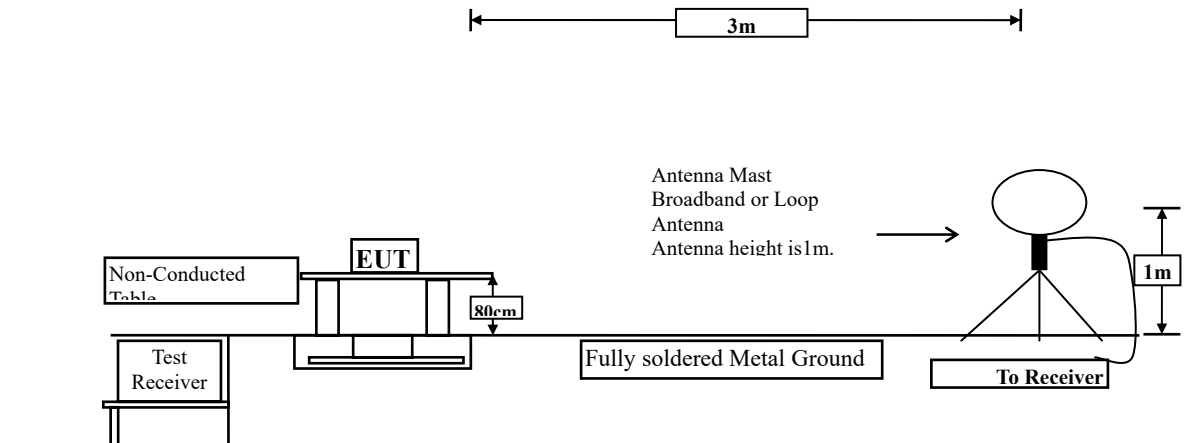 3m
Antenna Mast
Broadband or Loop
Antenna
Antenna height is1m.
EUT
Non-Conducted
Table
80cm
1m
Test
Receiver
Fully soldered Metal Ground
To Receiver